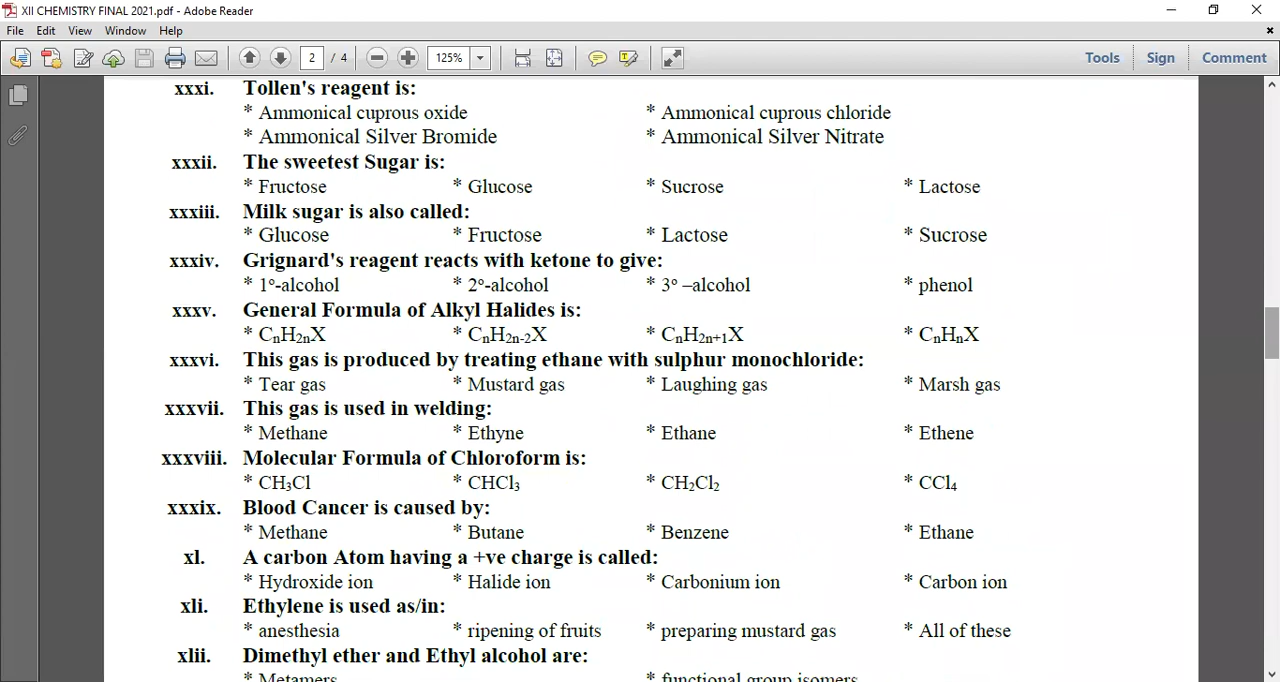 XII CHEMISTRY FINAL 2021.pdf - Adobe Reader
File Edit View Window Help
2 / 4 125% Tools Sign Comment
xxxi. Tollen's reagent is:
* Ammonical cuprous oxide * Ammonical cuprous chloride
* Ammonical Silver Bromide * Ammonical Silver Nitrate
xxxii. The sweetest Sugar is:
* Fructose * Glucose * Sucrose * Lactose
xxxiii. Milk sugar is also called:
* Glucose * Fructose * Lactose * Sucrose
xxxiv. Grignard's reagent reacts with ketone to give:
* 1°-alcohol * 2°-alcohol * 3° –alcohol * phenol
xxxv. General Formula of Alkyl Halides is:
* CₙH₂ₙX * CₙH₂ₙ₋₂X * CₙH₂ₙ₊₁X * CₙHₙX
xxxvi. This gas is produced by treating ethane with sulphur monochloride:
* Tear gas * Mustard gas * Laughing gas * Marsh gas
xxxvii. This gas is used in welding:
* Methane * Ethyne * Ethane * Ethene
xxxviii. Molecular Formula of Chloroform is:
* CH₃Cl * CHCl₃ * CH₂Cl₂ * CCl₄
xxxix. Blood Cancer is caused by:
* Methane * Butane * Benzene * Ethane
xl. A carbon Atom having a +ve charge is called:
* Hydroxide ion * Halide ion * Carbonium ion * Carbon ion
xli. Ethylene is used as/in:
* anesthesia * ripening of fruits * preparing mustard gas * All of these
xlii. Dimethyl ether and Ethyl alcohol are:
* Metamers * functional group isomers